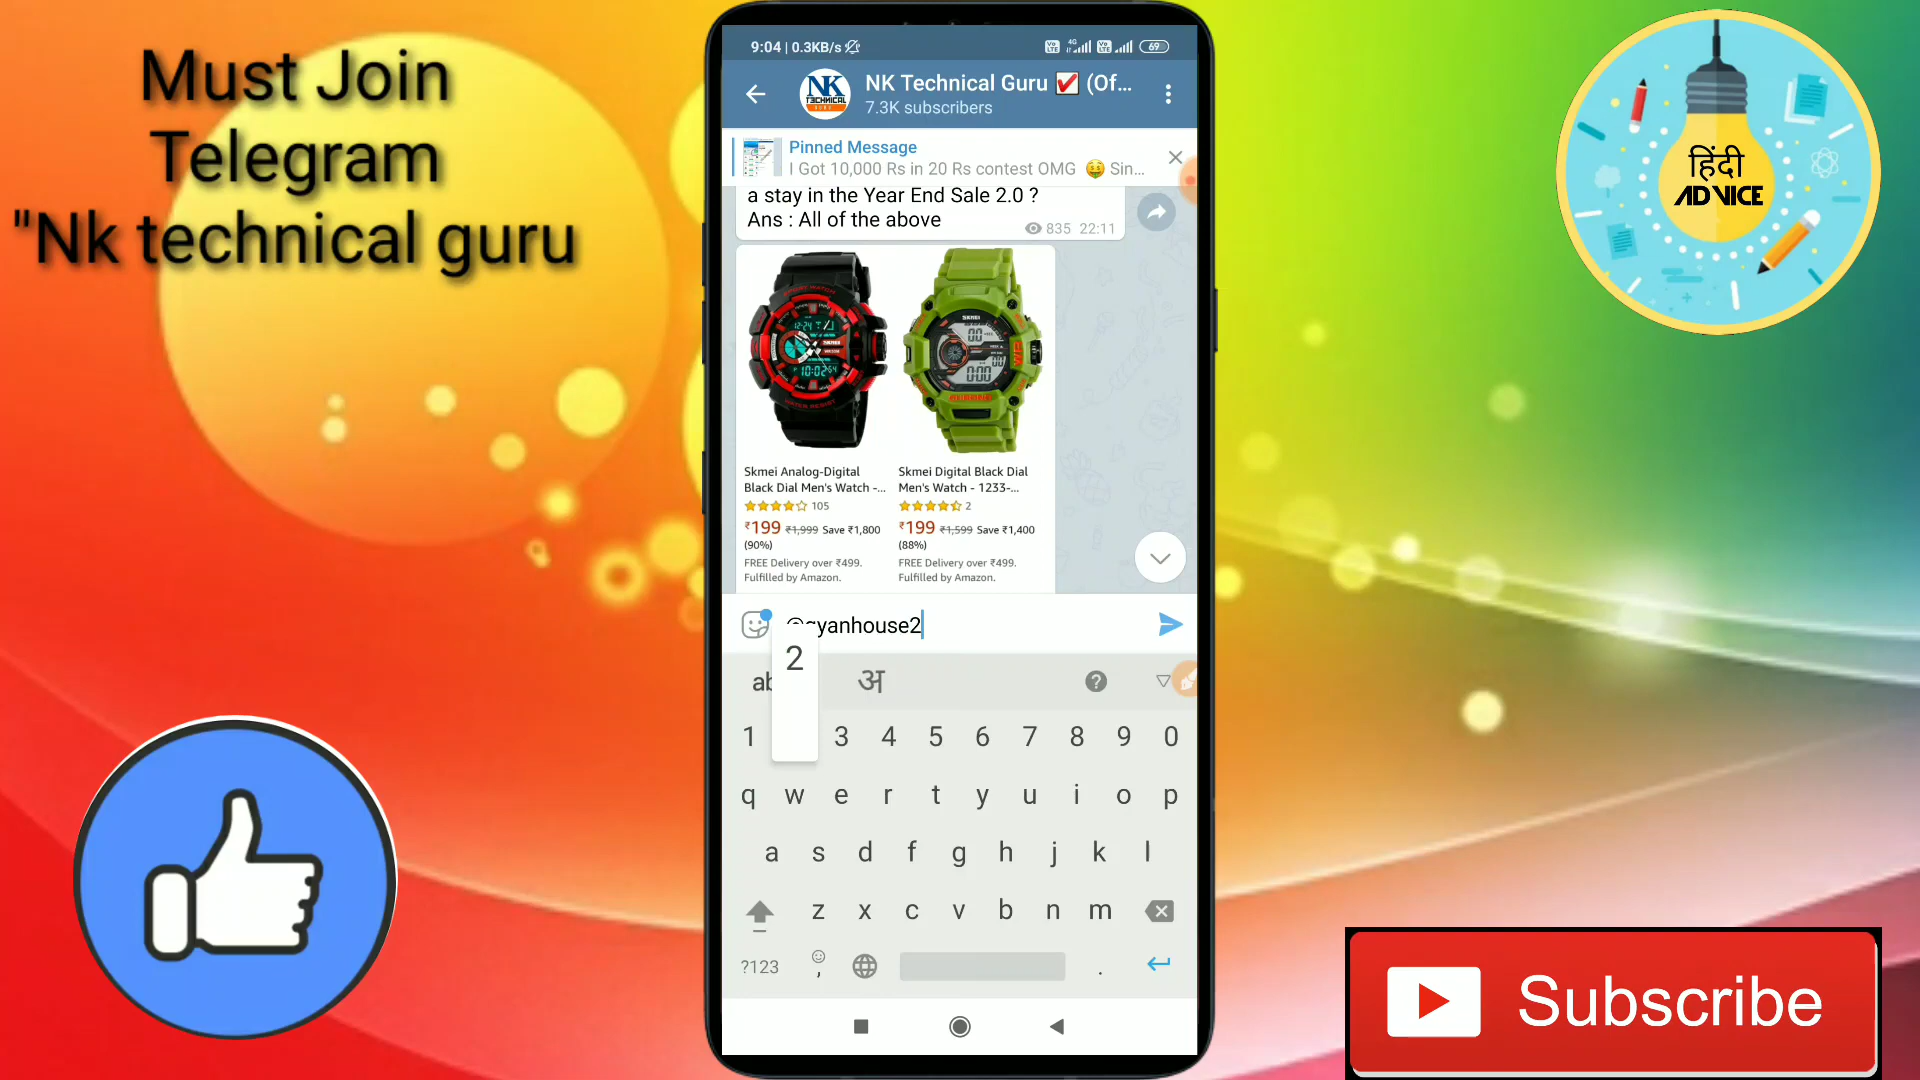 Must Join
Telegram
"Nk technical guru
9:04 | 0.3KB/s
4G
69
NK TECHNICAL
NK Technical Guru ✅ (Of...
7.3K subscribers
Pinned Message
I Got 10,000 Rs in 20 Rs contest OMG 🤑 Sin...
a stay in the Year End Sale 2.0 ?
Ans : All of the above
835 22:11
Skmei Analog-Digital
Black Dial Men's Watch -...
105
₹199 ₹1,999 Save ₹1,800
(90%)
FREE Delivery over ₹499.
Fulfilled by Amazon.
Skmei Digital Black Dial
Men's Watch - 1233-...
2
₹199 ₹1,599 Save ₹1,400
(88%)
FREE Delivery over ₹499.
Fulfilled by Amazon.
@gyanhouse2
2
अ
?
1 3 4 5 6 7 8 9 0
q w e r t y u i o p
a s d f g h j k l
z x c v b n m
?123 , .
हिंदी
ADVICE
Subscribe